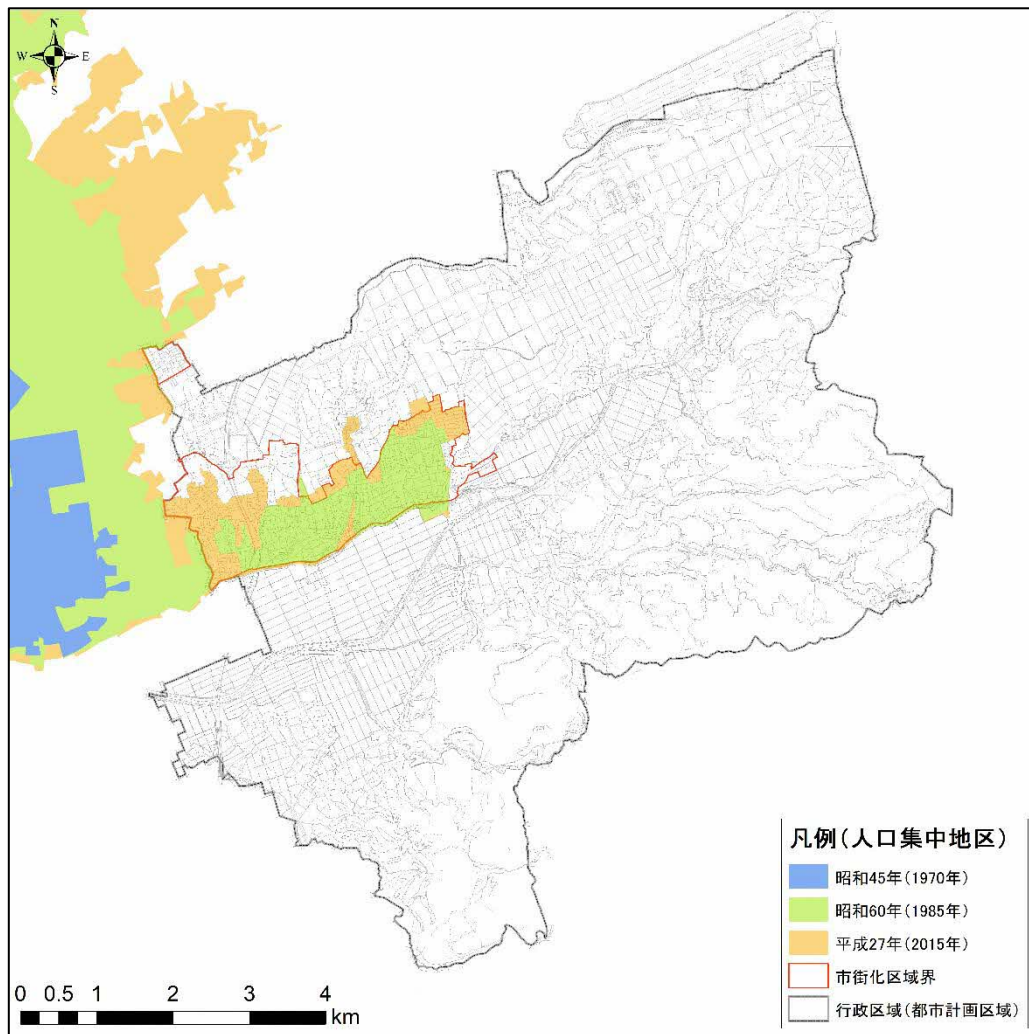 N
W E
S
凡例(人口集中地区)
昭和45年(1970年)
昭和60年(1985年)
平成27年(2015年)
市街化区域界
行政区域(都市計画区域)
0 0.5 1 2 3 4
km